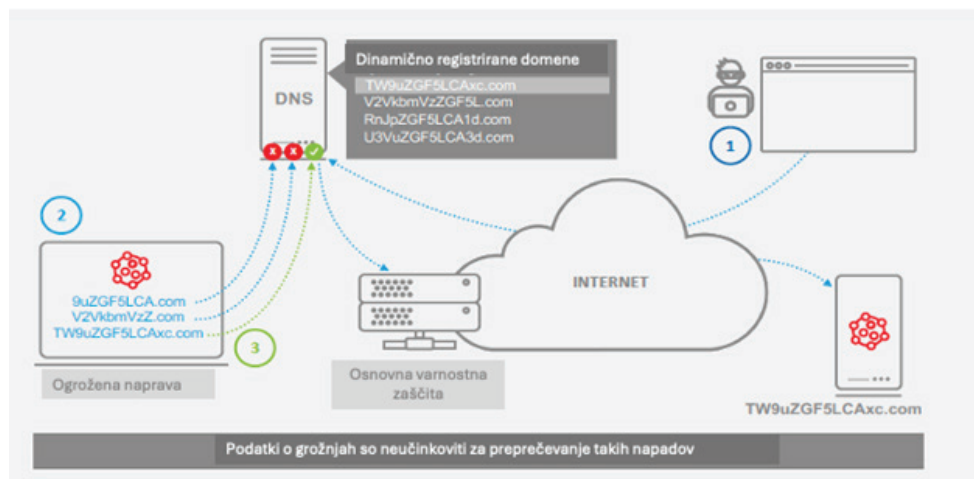 Dinamično registrirane domene
TW9uZGF5LCAxc.com
V2VkbmVzZGF5L.com
RnJpZGF5LCA1d.com
U3VuZGF5LCA3d.com
DNS
1
2
9uZGF5LCA.com
V2VkbmVzZ.com
TW9uZGF5LCAxc.com
3
Ogrožena naprava
Osnovna varnostna
zaščita
INTERNET
TW9uZGF5LCAxc.com
Podatki o grožnjah so neučinkoviti za preprečevanje takih napadov